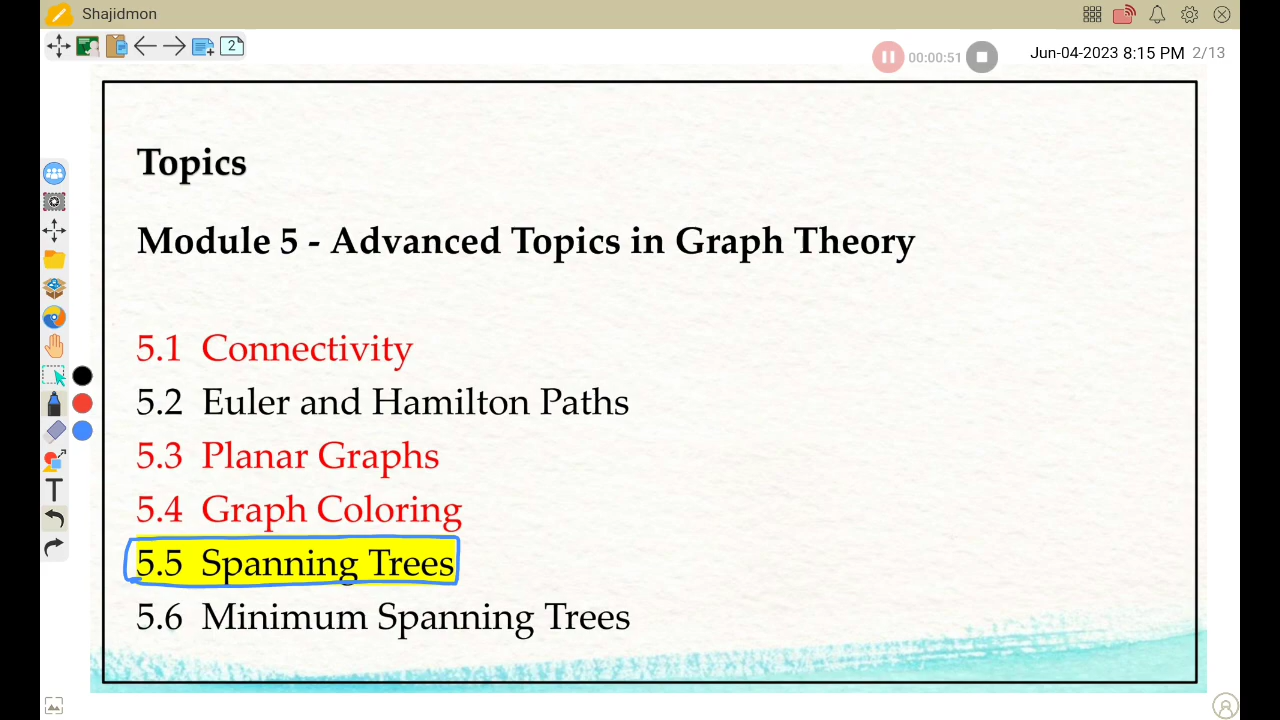 Shajidmon
2
00:00:51
Jun-04-2023 8:15 PM 2/13
Topics
Module 5 - Advanced Topics in Graph Theory
5.1 Connectivity
5.2 Euler and Hamilton Paths
5.3 Planar Graphs
5.4 Graph Coloring
5.5 Spanning Trees
5.6 Minimum Spanning Trees
T